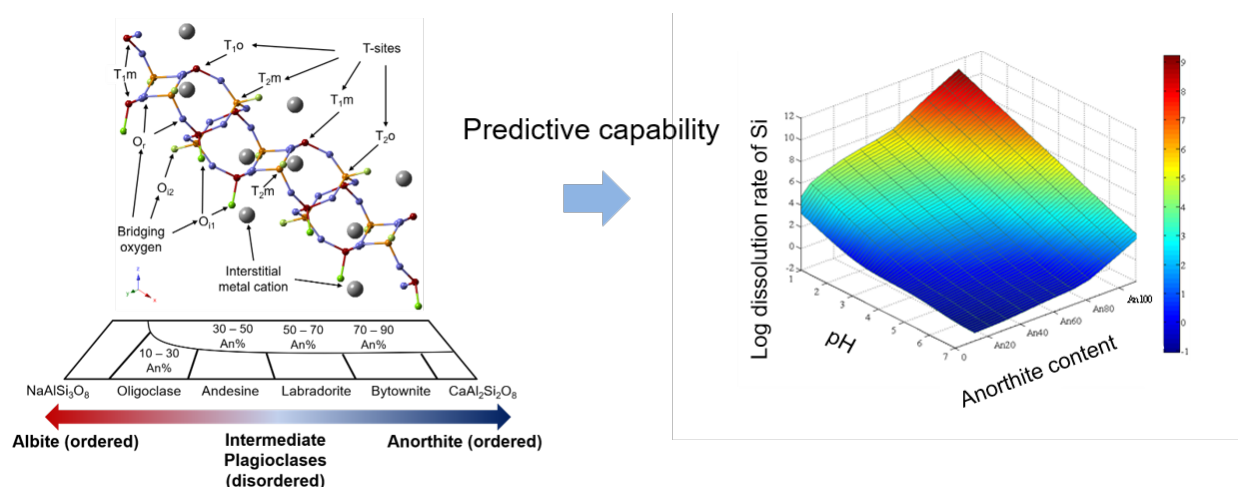 T₁o
T-sites
T₁m
T₂m
T₁m
T₂o
Oᵣ
Oᵢ₂
T₂m
Oᵢ₁
Bridging
oxygen
Interstitial
metal cation
z
y
x
30 – 50
An%
50 – 70
An%
70 – 90
An%
10 – 30
An%
NaAlSi₃O₈
Oligoclase
Andesine
Labradorite
Bytownite
CaAl₂Si₂O₈
Albite (ordered)
Intermediate
Plagioclases
(disordered)
Anorthite (ordered)
Predictive capability
Log dissolution rate of Si
12
10
8
6
4
2
0
-2
1
2
3
4
5
6
7
pH
0
An20
An40
An60
An80
An100
Anorthite content
9
8
7
6
5
4
3
2
1
0
-1